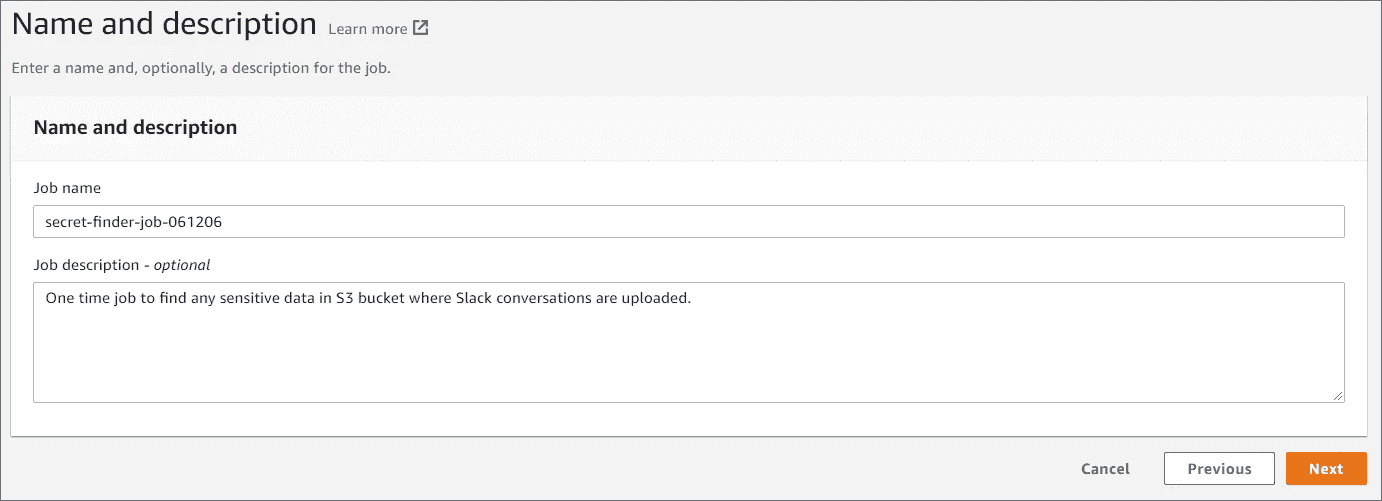 Name and description Learn more
Enter a name and, optionally, a description for the job.
Name and description
Job name
secret-finder-job-061206
Job description - optional
One time job to find any sensitive data in S3 bucket where Slack conversations are uploaded.
Cancel Previous Next